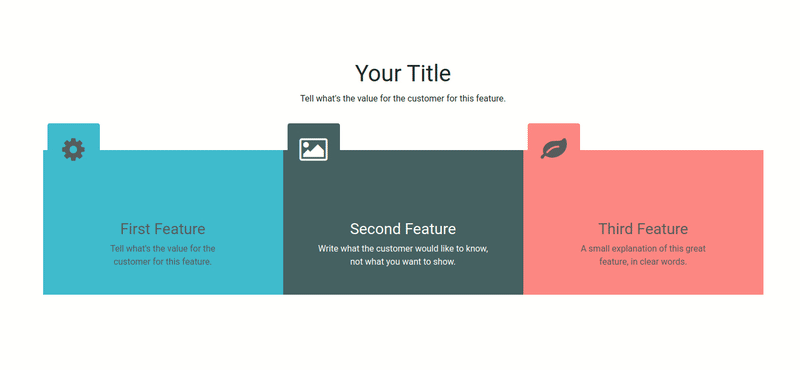 Your Title
Tell what's the value for the customer for this feature.
First Feature
Tell what's the value for the
customer for this feature.
Second Feature
Write what the customer would like to know,
not what you want to show.
Third Feature
A small explanation of this great
feature, in clear words.